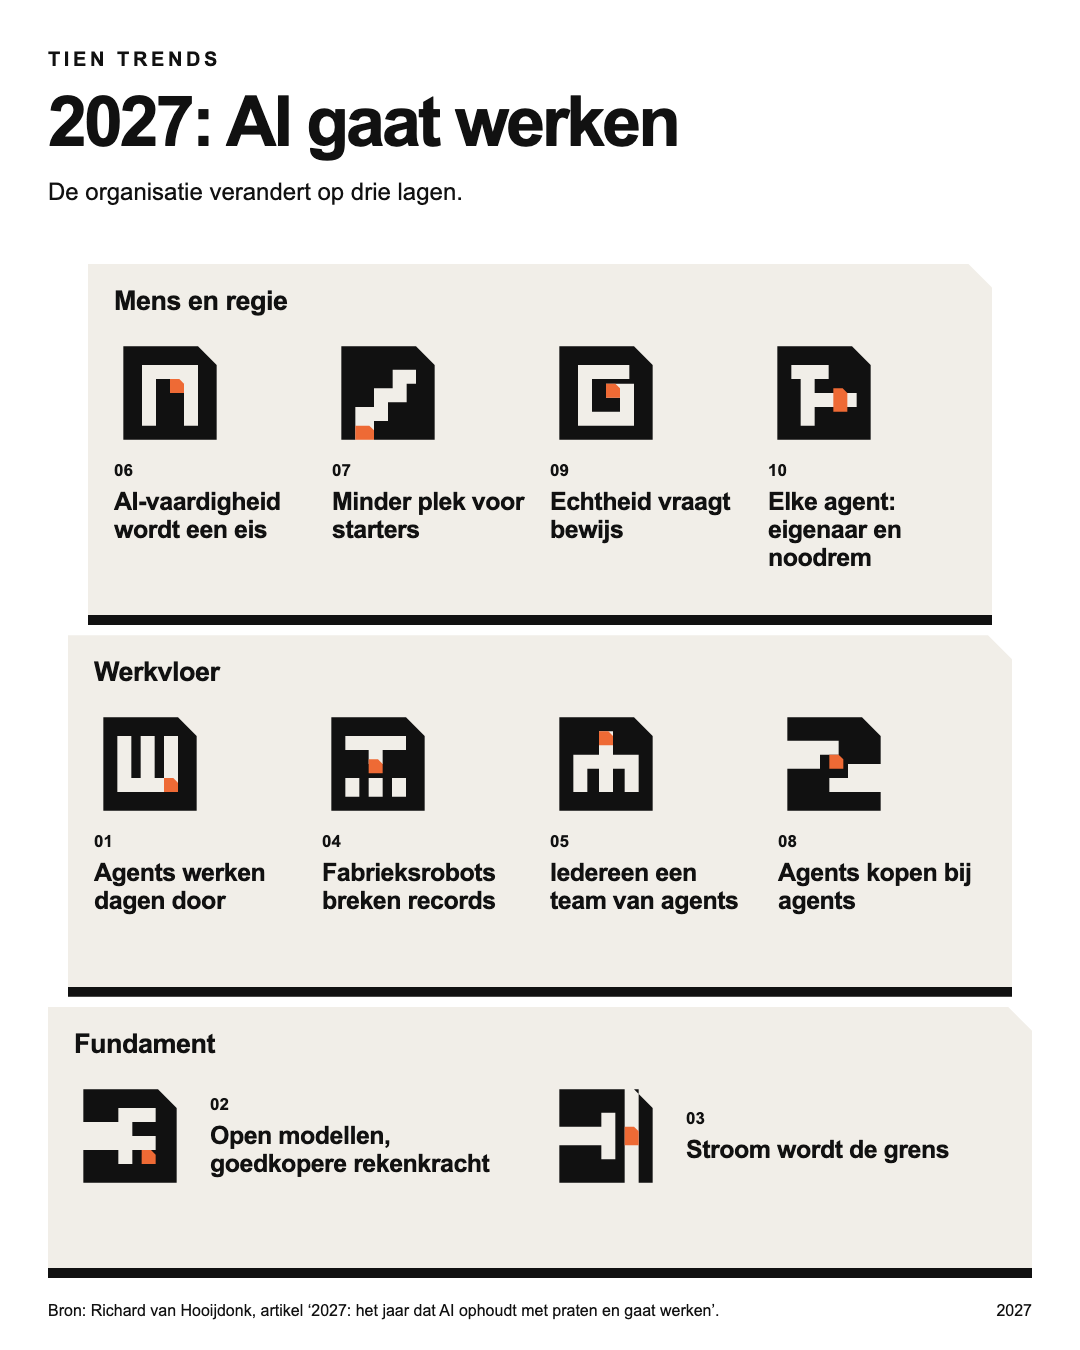 TIEN TRENDS
2027: AI gaat werken
De organisatie verandert op drie lagen.
Mens en regie
06
AI-vaardigheid
wordt een eis
07
Minder plek voor
starters
09
Echtheid vraagt
bewijs
10
Elke agent:
eigenaar en
noodrem
Werkvloer
01
Agents werken
dagen door
04
Fabrieksrobots
breken records
05
Iedereen een
team van agents
08
Agents kopen bij
agents
Fundament
02
Open modellen,
goedkopere rekenkracht
03
Stroom wordt de grens
Bron: Richard van Hooijdonk, artikel ‘2027: het jaar dat AI ophoudt met praten en gaat werken’.
2027